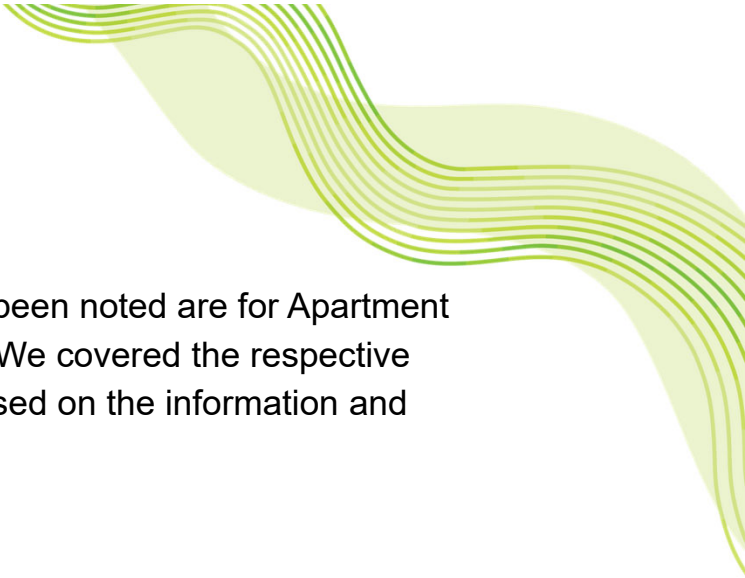 been noted are for Apartment
We covered the respective
sed on the information and